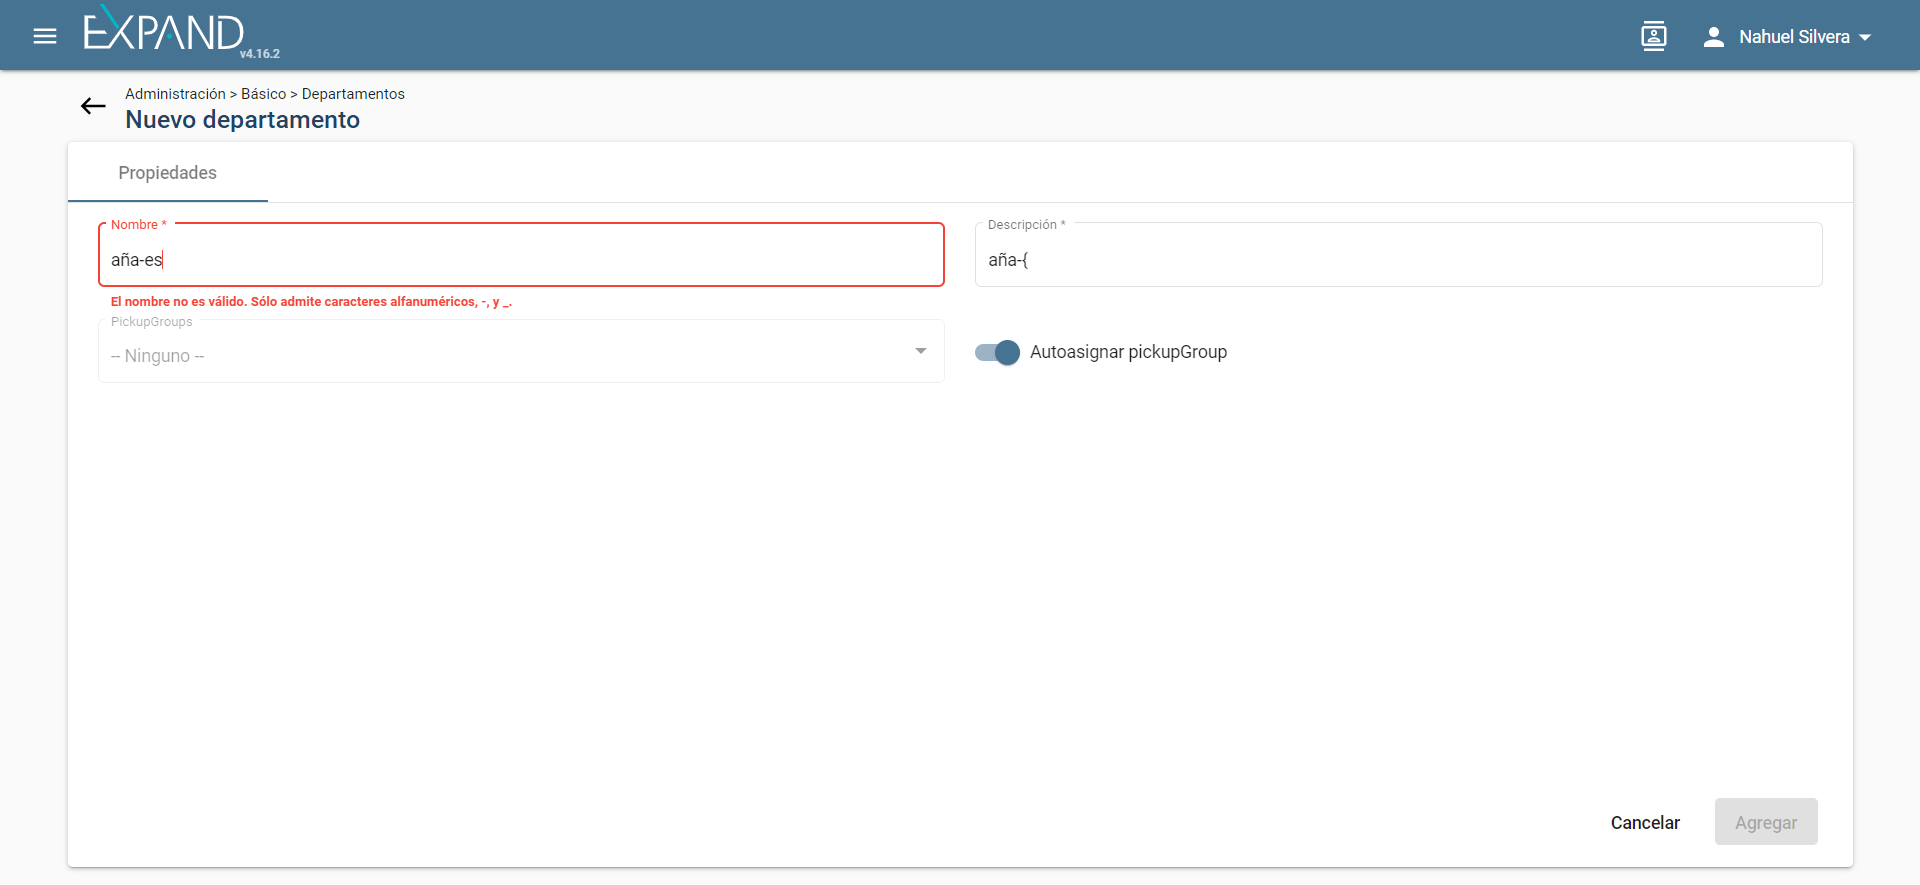 EXPAND
v4.16.2
Nahuel Silvera
Administración > Básico > Departamentos
Nuevo departamento
Propiedades
Nombre *
aña-es
Descripción *
aña-{
El nombre no es válido. Sólo admite caracteres alfanuméricos, -, y _.
PickupGroups
-- Ninguno --
Autoasignar pickupGroup
Cancelar
Agregar